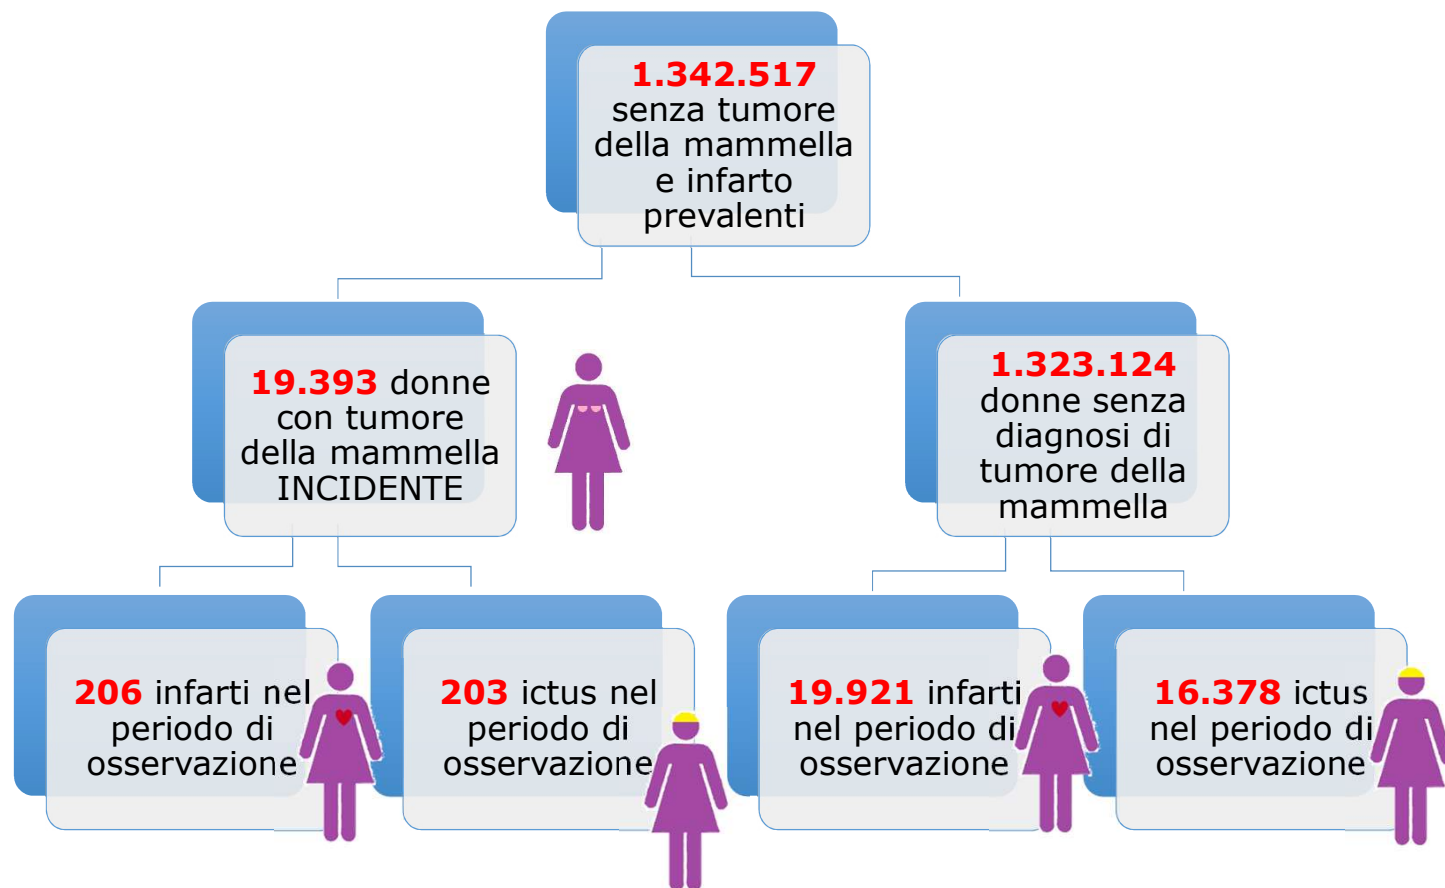 1.342.517
senza tumore
della mammella
e infarto
prevalenti
19.393 donne
con tumore
della mammella
INCIDENTE
1.323.124
donne senza
diagnosi di
tumore della
mammella
206 infarti nel
periodo di
osservazione
203 ictus nel
periodo di
osservazione
19.921 infarti
nel periodo di
osservazione
16.378 ictus
nel periodo di
osservazione